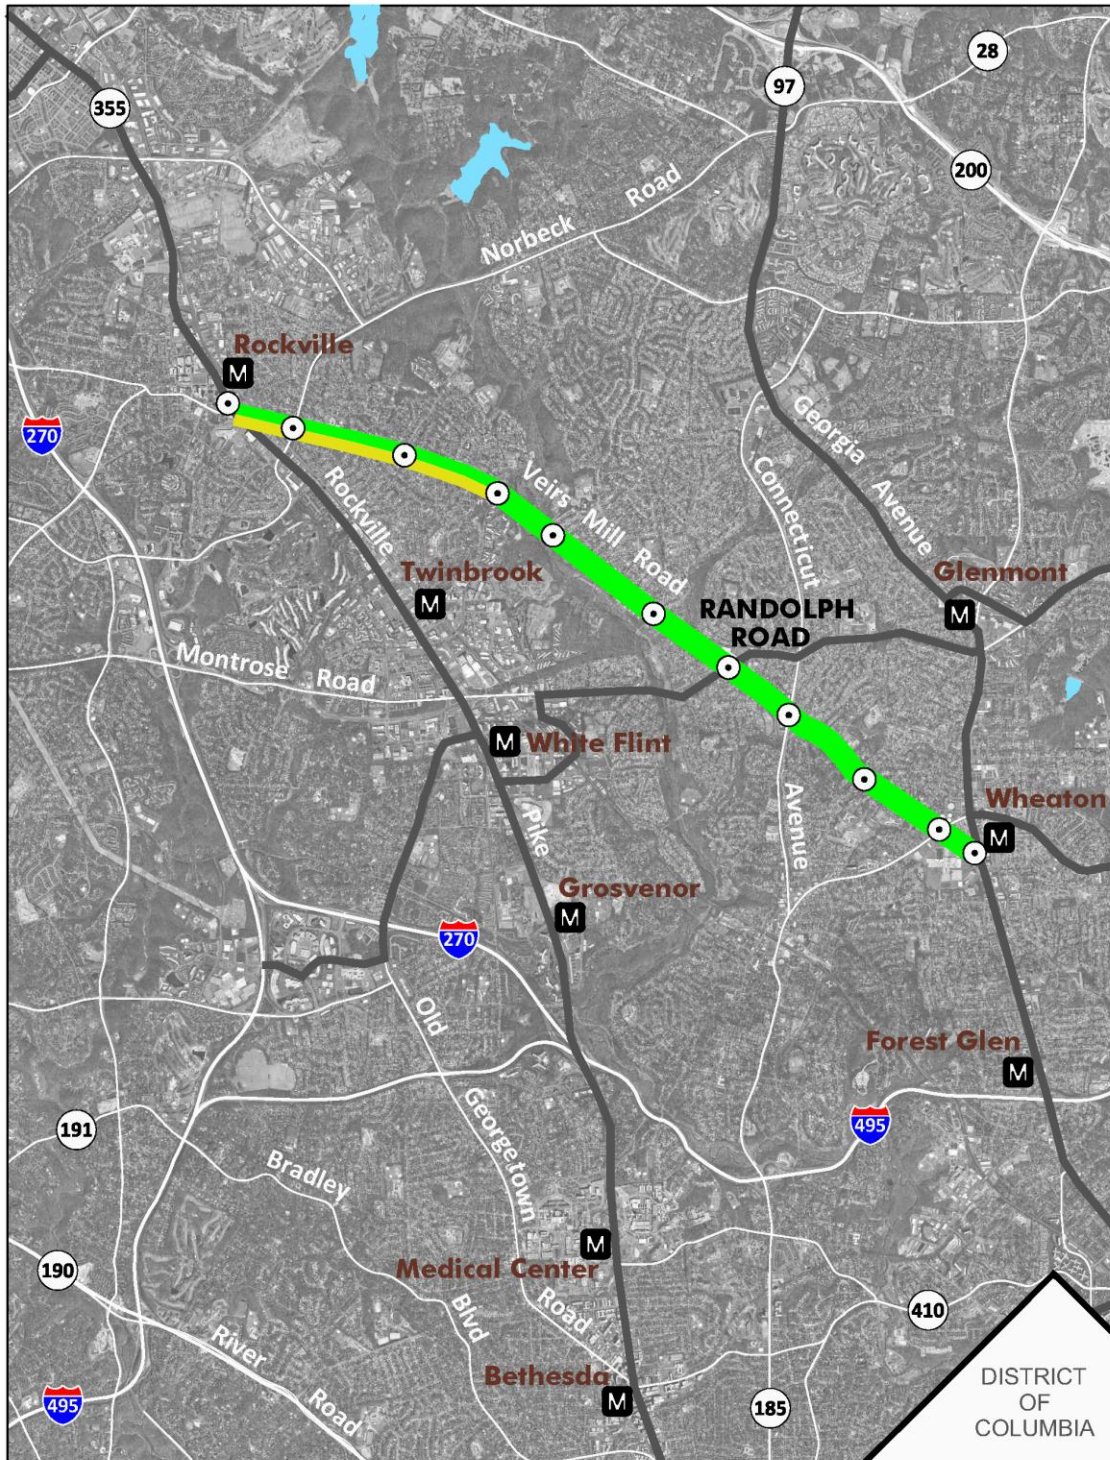 28
97
355
200
Norbeck Road
Rockville
M
270
Georgia Avenue
Veirs Mill Road
Connecticut Avenue
Rockville Pike
Twinbrook
M
Glenmont
M
RANDOLPH
ROAD
Montrose Road
M
White Flint
Wheaton
M
Grosvenor
M
270
Old Georgetown Road
Forest Glen
M
495
191
Bradley Blvd
M
Medical Center
190
River Road
410
Bethesda
M
495
185
DISTRICT
OF
COLUMBIA